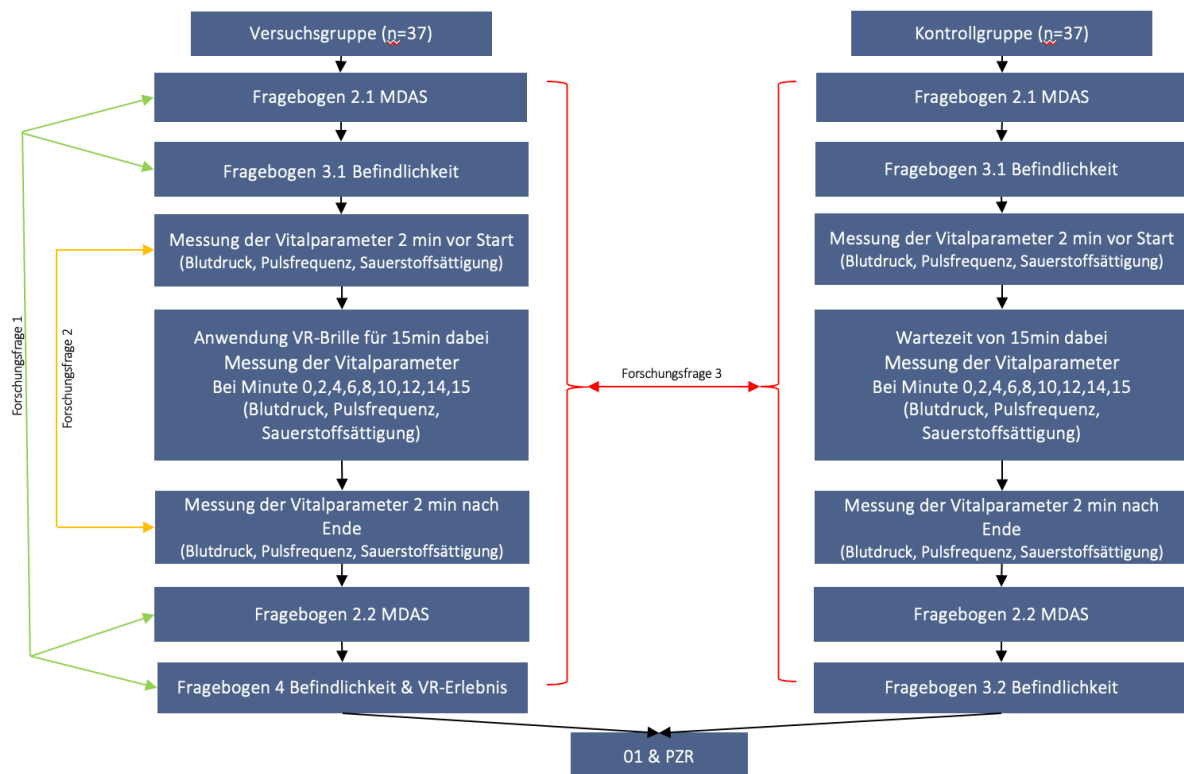 Versuchsgruppe (n=37)
Fragebogen 2.1 MDAS
Fragebogen 3.1 Befindlichkeit
Messung der Vitalparameter 2 min vor Start
(Blutdruck, Pulsfrequenz, Sauerstoffsättigung)
Anwendung VR-Brille für 15min dabei
Messung der Vitalparameter
Bei Minute 0,2,4,6,8,10,12,14,15
(Blutdruck, Pulsfrequenz,
Sauerstoffsättigung)
Messung der Vitalparameter 2 min nach
Ende
(Blutdruck, Pulsfrequenz, Sauerstoffsättigung)
Fragebogen 2.2 MDAS
Fragebogen 4 Befindlichkeit & VR-Erlebnis
Forschungsfrage 1
Forschungsfrage 2
Forschungsfrage 3
Kontrollgruppe (n=37)
Fragebogen 2.1 MDAS
Fragebogen 3.1 Befindlichkeit
Messung der Vitalparameter 2 min vor Start
(Blutdruck, Pulsfrequenz, Sauerstoffsättigung)
Wartezeit von 15min dabei
Messung der Vitalparameter
Bei Minute 0,2,4,6,8,10,12,14,15
(Blutdruck, Pulsfrequenz,
Sauerstoffsättigung)
Messung der Vitalparameter 2 min nach
Ende
(Blutdruck, Pulsfrequenz, Sauerstoffsättigung)
Fragebogen 2.2 MDAS
Fragebogen 3.2 Befindlichkeit
01 & PZR